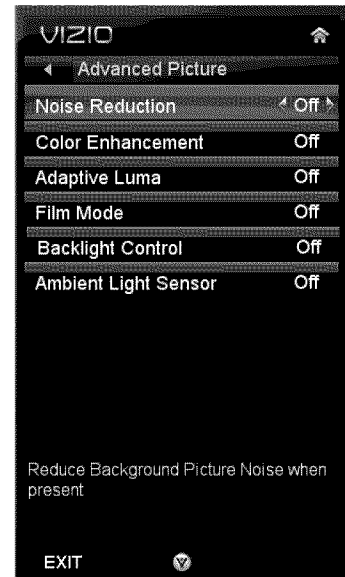 VIZIO
Advanced Picture
Noise Reduction Off
Color Enhancement Off
Adaptive Luma Off
Film Mode Off
Backlight Control Off
Ambient Light Sensor Off
Reduce Background Picture Noise when
present
EXIT